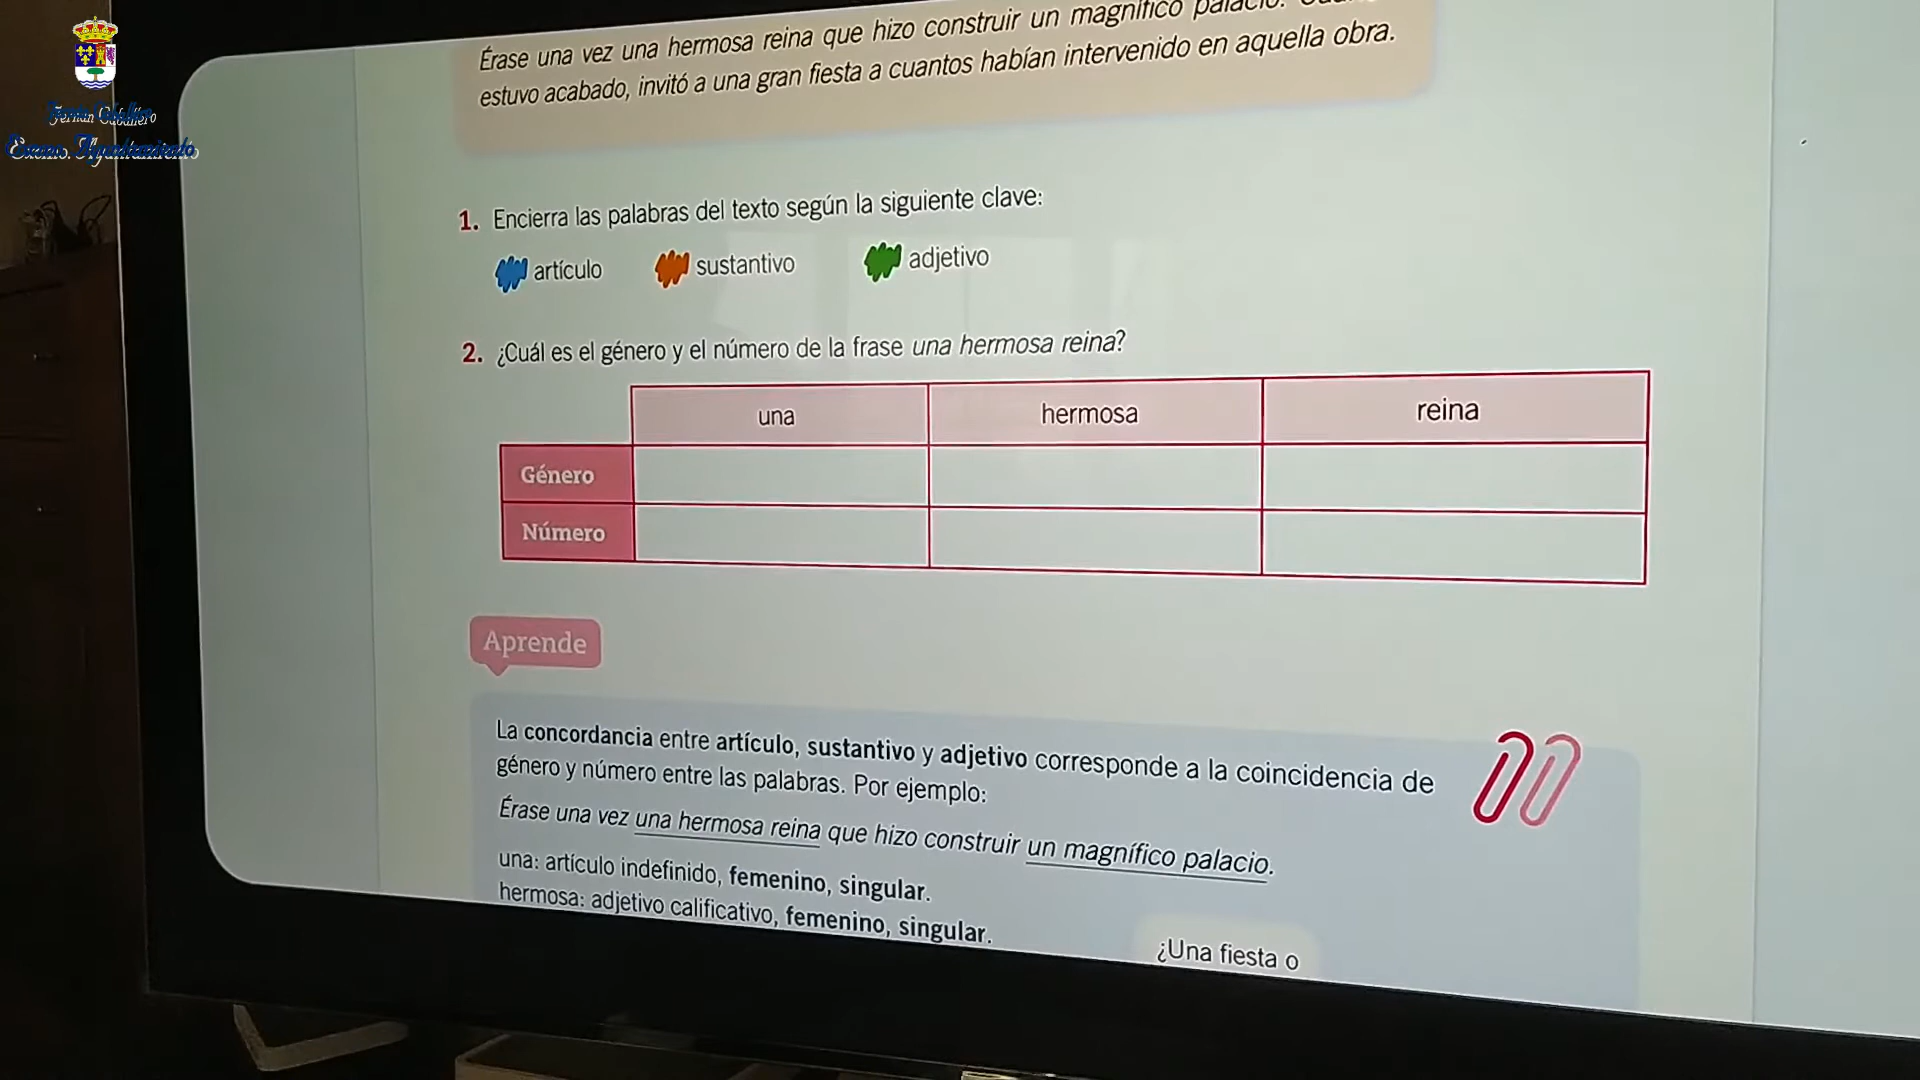 Fernán Caballero
Excmo. Ayuntamiento
Érase una vez una hermosa reina que hizo construir un magnífico palacio.
estuvo acabado, invitó a una gran fiesta a cuantos habían intervenido en aquella obra.
1. Encierra las palabras del texto según la siguiente clave:
artículo sustantivo adjetivo
2. ¿Cuál es el género y el número de la frase una hermosa reina?
una hermosa reina
Género
Número
Aprende
La concordancia entre artículo, sustantivo y adjetivo corresponde a la coincidencia de
género y número entre las palabras. Por ejemplo:
Érase una vez una hermosa reina que hizo construir un magnífico palacio.
una: artículo indefinido, femenino, singular.
hermosa: adjetivo calificativo, femenino, singular.
¿Una fiesta o